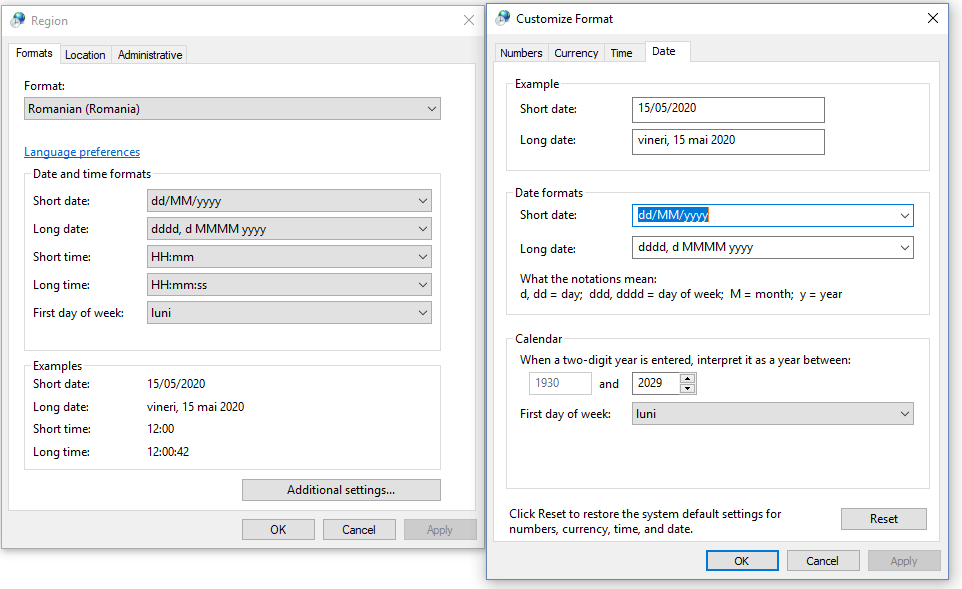 Region
Formats Location Administrative
Format:
Romanian (Romania)
Language preferences
Date and time formats
Short date: dd/MM/yyyy
Long date: dddd, d MMMM yyyy
Short time: HH:mm
Long time: HH:mm:ss
First day of week: luni
Examples
Short date: 15/05/2020
Long date: vineri, 15 mai 2020
Short time: 12:00
Long time: 12:00:42
Additional settings...
OK Cancel Apply
Customize Format
Numbers Currency Time Date
Example
Short date: 15/05/2020
Long date: vineri, 15 mai 2020
Date formats
Short date: dd/MM/yyyy
Long date: dddd, d MMMM yyyy
What the notations mean:
d, dd = day; ddd, dddd = day of week; M = month; y = year
Calendar
When a two-digit year is entered, interpret it as a year between:
1930 and 2029
First day of week: luni
Click Reset to restore the system default settings for
numbers, currency, time, and date.
Reset
OK Cancel Apply